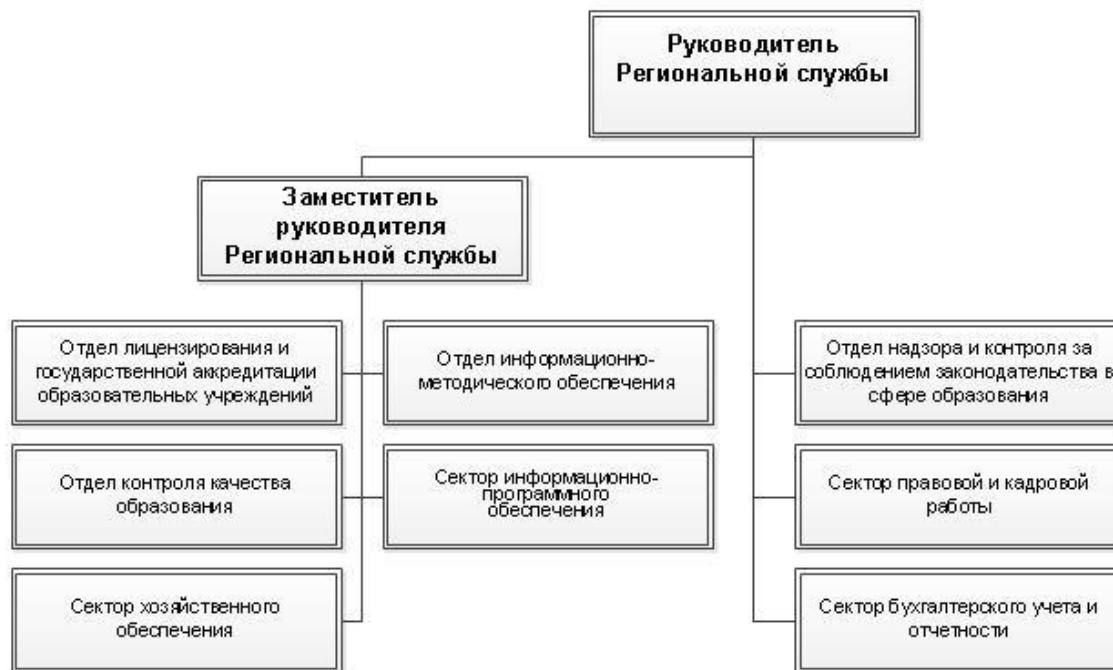 Руководитель
Региональной службы
Заместитель
руководителя
Региональной службы
Отдел лицензирования и
государственной аккредитации
образовательных учреждений
Отдел информационно-
методического обеспечения
Отдел надзора и контроля за
соблюдением законодательства в
сфере образования
Отдел контроля качества
образования
Сектор информационно-
программного
обеспечения
Сектор правовой и кадровой
работы
Сектор хозяйственного
обеспечения
Сектор бухгалтерского учета и
отчетности